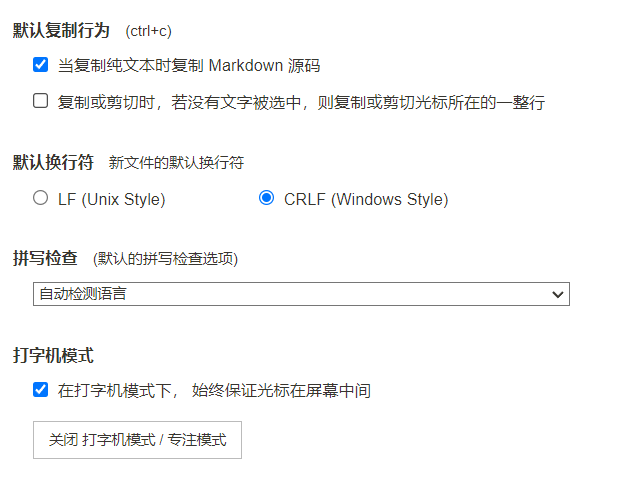 默认复制行为 (ctrl+c)
当复制纯文本时复制 Markdown 源码
复制或剪切时，若没有文字被选中，则复制或剪切光标所在的一整行
默认换行符 新文件的默认换行符
LF (Unix Style) CRLF (Windows Style)
拼写检查 (默认的拼写检查选项)
自动检测语言
打字机模式
在打字机模式下， 始终保证光标在屏幕中间
关闭 打字机模式 / 专注模式